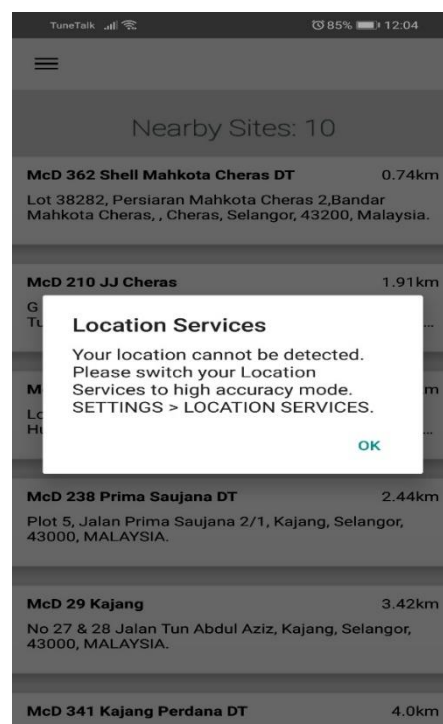 TuneTalk 85% 12:04
Nearby Sites: 10
McD 362 Shell Mahkota Cheras DT 0.74km
Lot 38282, Persiaran Mahkota Cheras 2,Bandar
Mahkota Cheras, , Cheras, Selangor, 43200, Malaysia.
McD 210 JJ Cheras 1.91km
G
Tu ...
Location Services
Your location cannot be detected.
Please switch your Location
Services to high accuracy mode.
SETTINGS > LOCATION SERVICES.
OK
M m
Lo
Hu ...
McD 238 Prima Saujana DT 2.44km
Plot 5, Jalan Prima Saujana 2/1, Kajang, Selangor,
43000, MALAYSIA.
McD 29 Kajang 3.42km
No 27 & 28 Jalan Tun Abdul Aziz, Kajang, Selangor,
43000, MALAYSIA.
McD 341 Kajang Perdana DT 4.0km